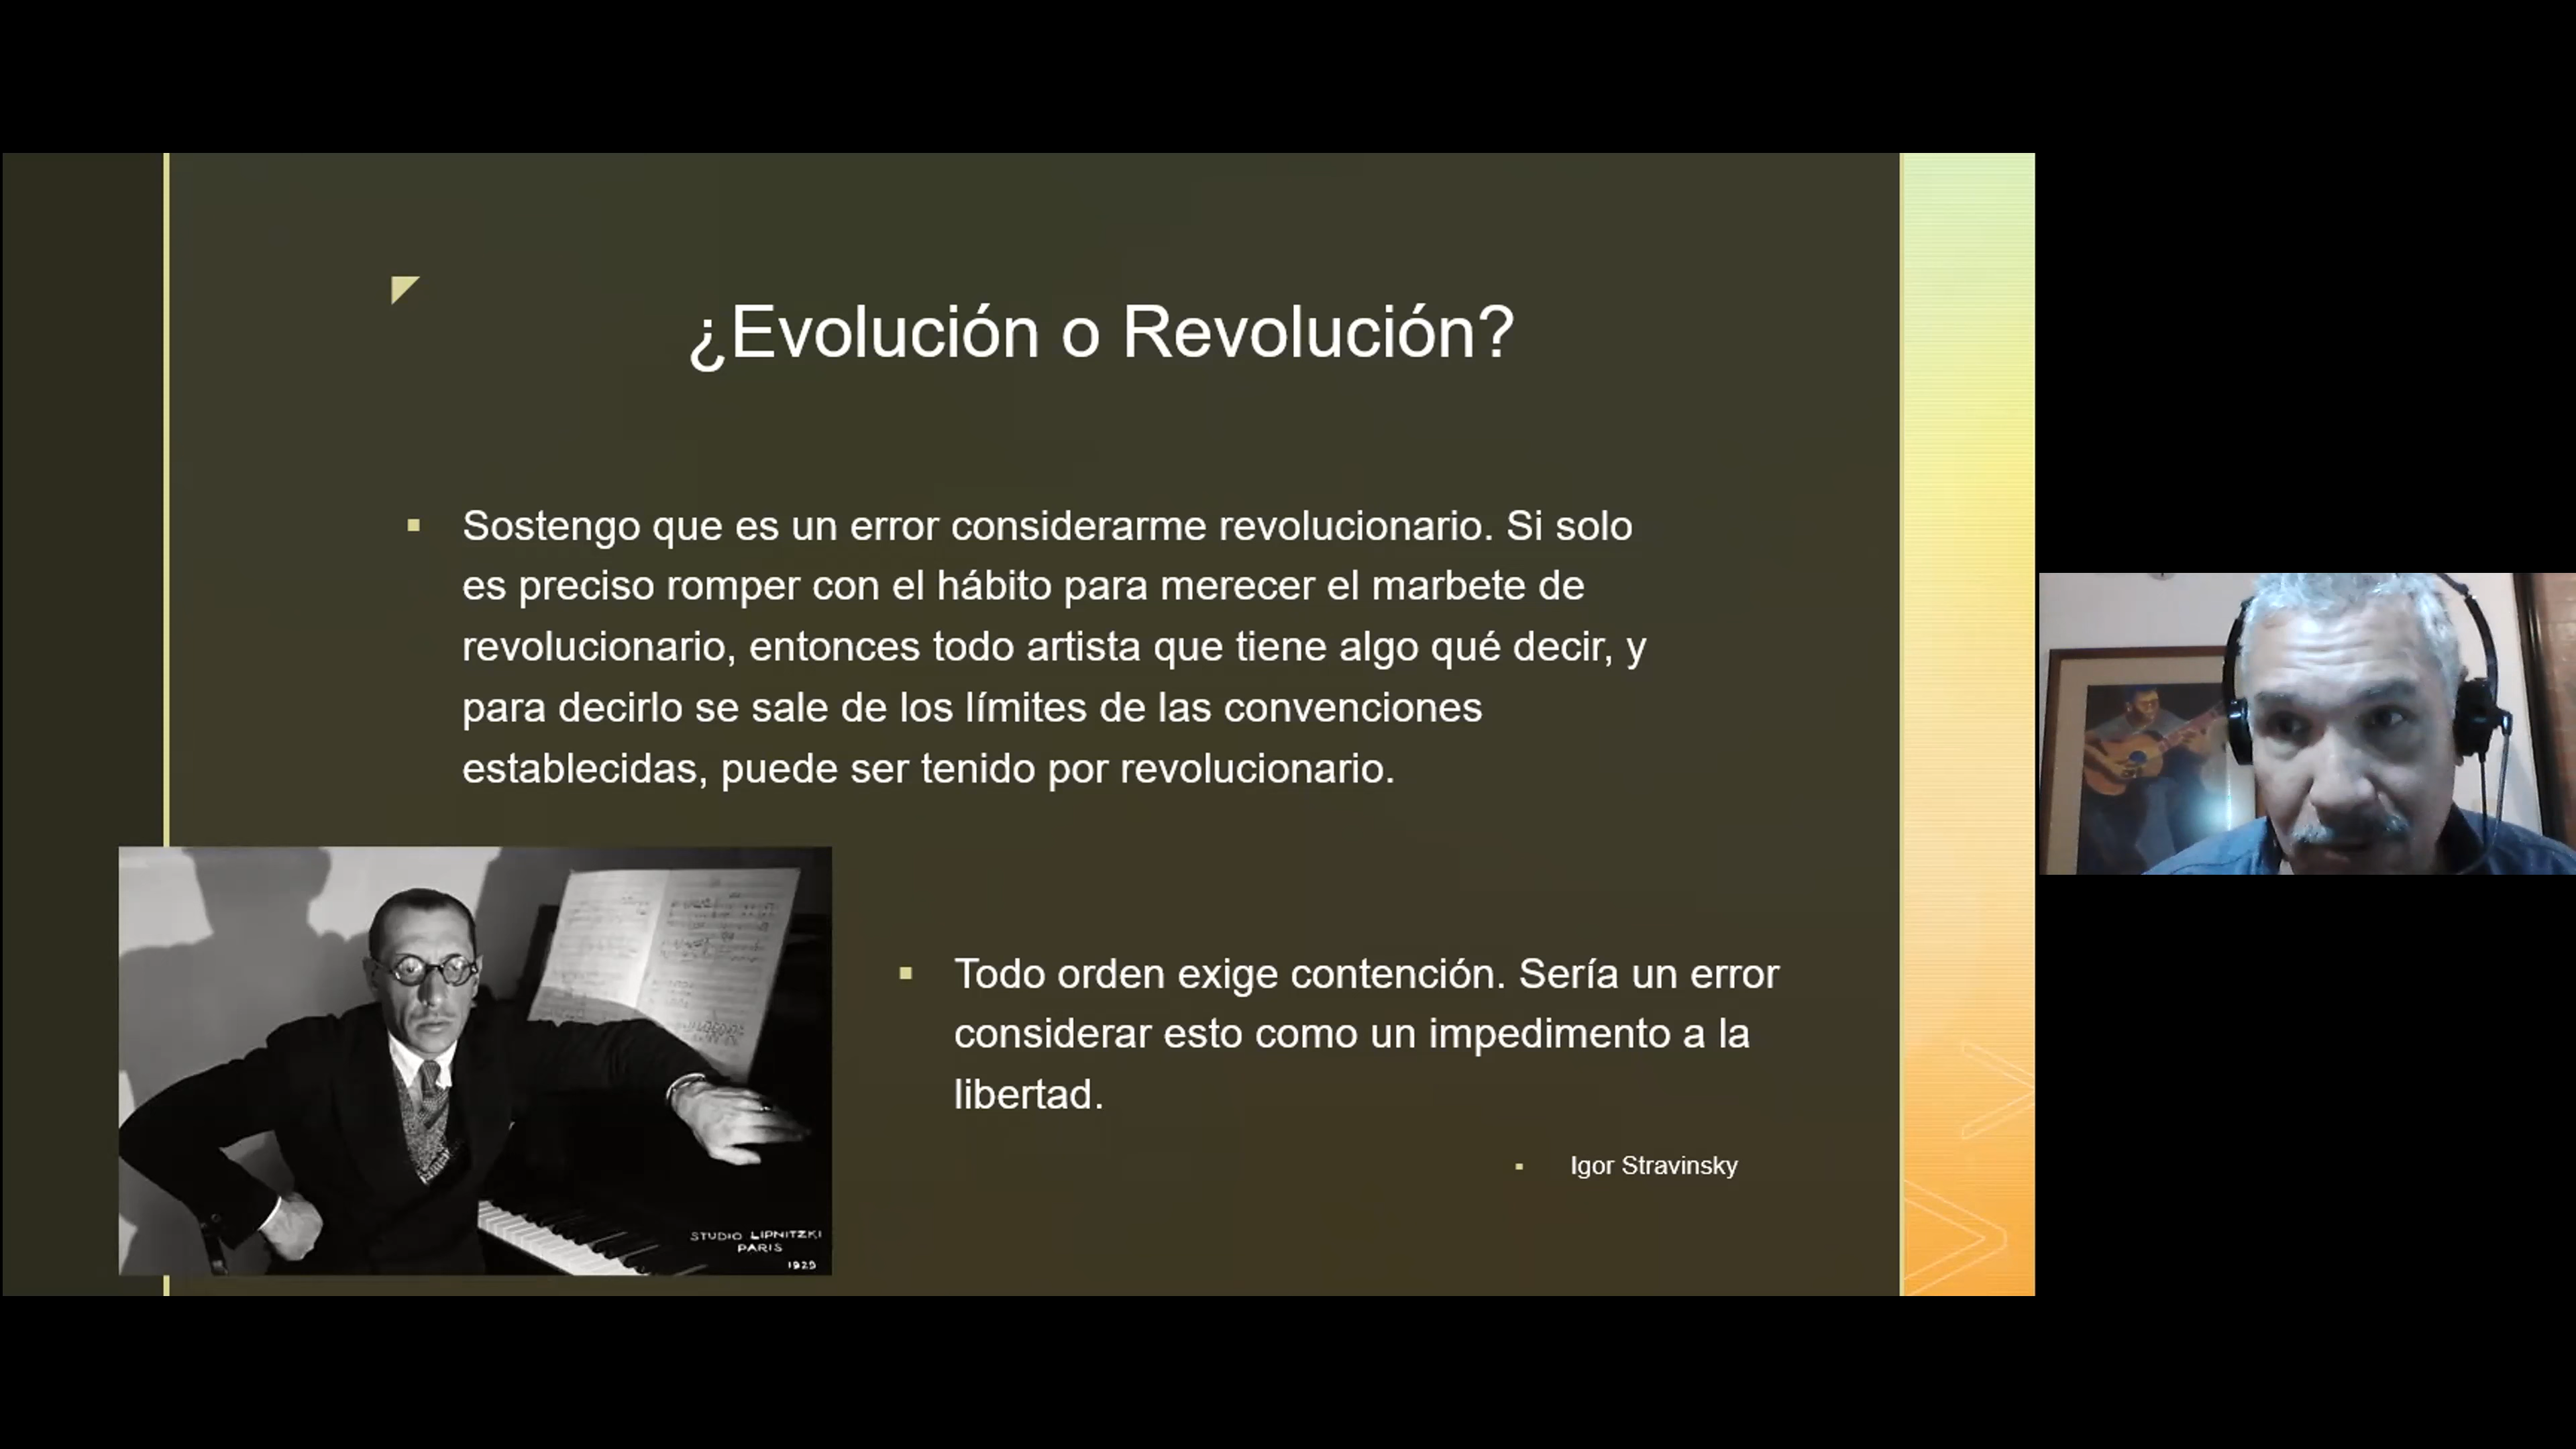 ¿Evolución o Revolución?
Sostengo que es un error considerarme revolucionario. Si solo
es preciso romper con el hábito para merecer el marbete de
revolucionario, entonces todo artista que tiene algo qué decir, y
para decirlo se sale de los límites de las convenciones
establecidas, puede ser tenido por revolucionario.
Todo orden exige contención. Sería un error
considerar esto como un impedimento a la
libertad.
Igor Stravinsky
STUDIO LIPNITZKI
PARIS
1929